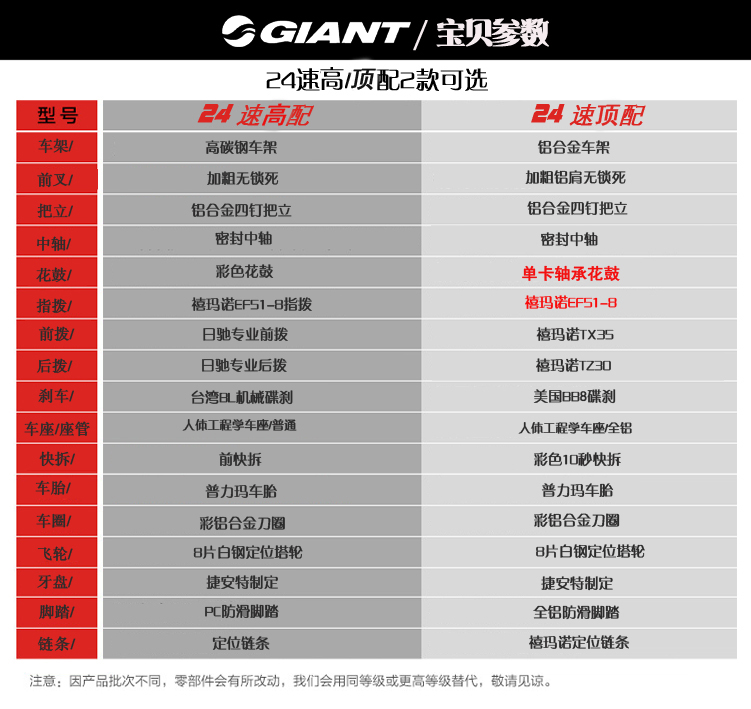 GIANT / 宝贝参数
24速高/顶配2款可选
型号 24速高配 24速顶配
车架/ 高碳钢车架 铝合金车架
前叉/ 加粗无锁死 加粗铝肩无锁死
把立/ 铝合金四钉把立 铝合金四钉把立
中轴/ 密封中轴 密封中轴
花鼓/ 彩色花鼓 单卡轴承花鼓
指拨/ 禧玛诺EF51-8指拨 禧玛诺EF51-8
前拨/ 日驰专业前拨 禧玛诺TX35
后拨/ 日驰专业后拨 禧玛诺TZ30
刹车/ 台湾BL机械碟刹 美国BB8碟刹
车座/座管 人体工程学车座/普通 人体工程学车座/全铝
快拆/ 前快拆 彩色10秒快拆
车胎/ 普力玛车胎 普力玛车胎
车圈/ 彩铝合金刀圈 彩铝合金刀圈
飞轮/ 8片白钢定位塔轮 8片白钢定位塔轮
牙盘/ 捷安特制定 捷安特制定
脚踏/ PC防滑脚踏 全铝防滑脚踏
链条/ 定位链条 禧玛诺定位链条
注意：因产品批次不同，零部件会有所改动，我们会用同等级或更高等级替代，敬请见谅。